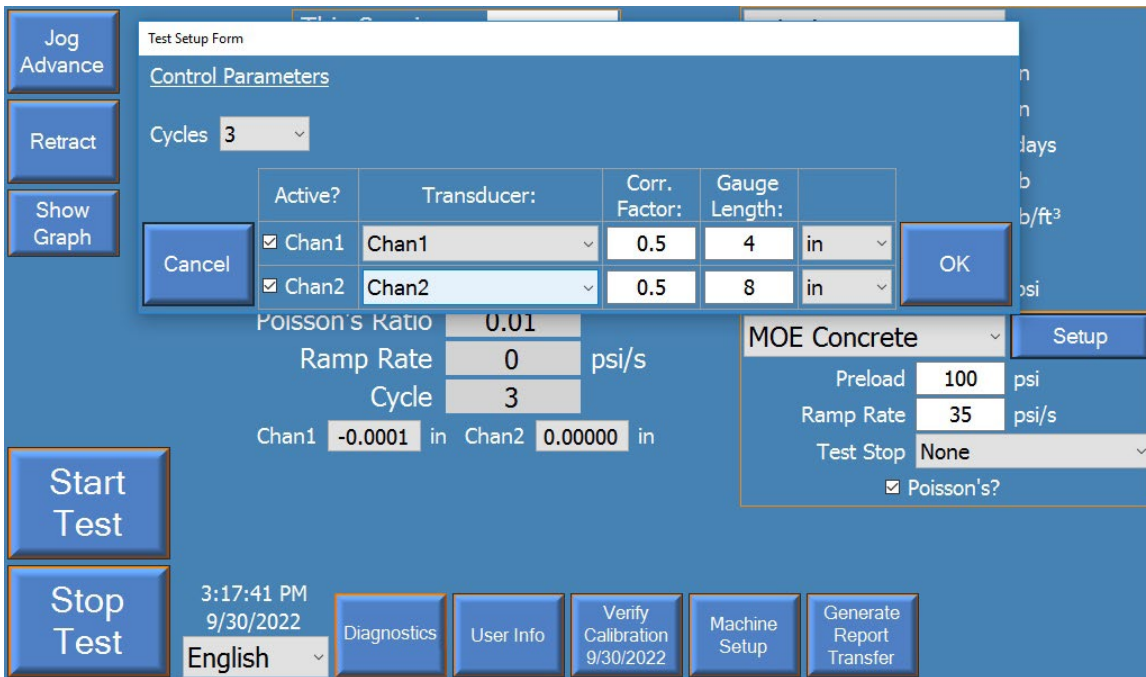 Jog
Advance
Retract
Show
Graph
Test Setup Form
Control Parameters
Cycles 3
Active? Transducer: Corr. Factor: Gauge Length:
Chan1 Chan1 0.5 4 in
Chan2 Chan2 0.5 8 in
Cancel
OK
days
Poisson's Ratio 0.01
Ramp Rate 0 psi/s
Cycle 3
Chan1 -0.0001 in Chan2 0.00000 in
MOE Concrete Setup
Preload 100 psi
Ramp Rate 35 psi/s
Test Stop None
Poisson's?
Start
Test
Stop
Test
3:17:41 PM
9/30/2022
English
Diagnostics
User Info
Verify
Calibration
9/30/2022
Machine
Setup
Generate
Report
Transfer